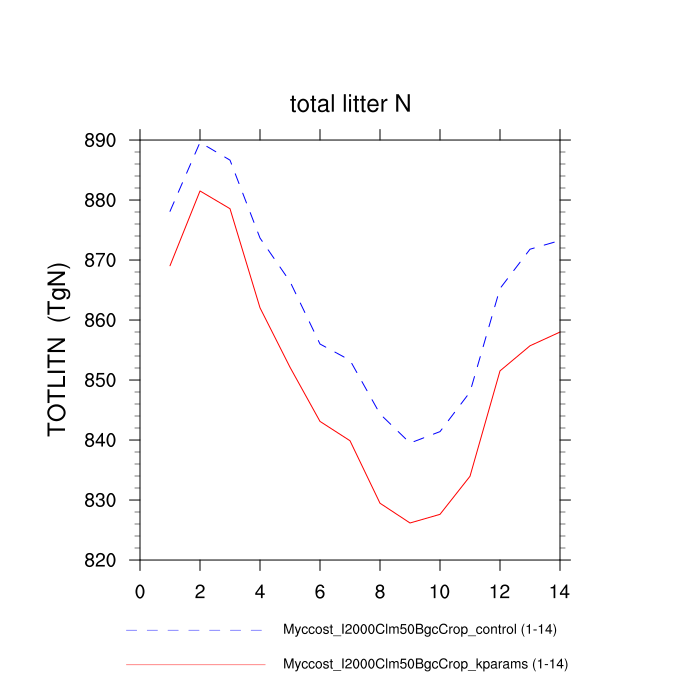 total litter N
TOTLITN (TgN)
890
880
870
860
850
840
830
820
0 2 4 6 8 10 12 14
Myccost_I2000Clm50BgcCrop_control (1-14)
Myccost_I2000Clm50BgcCrop_kparams (1-14)